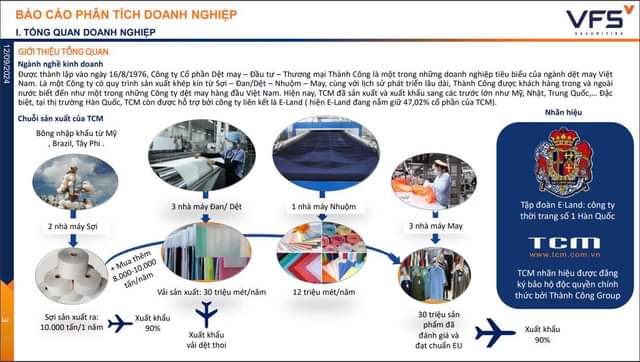 BÁO CÁO PHÂN TÍCH DOANH NGHIỆP
I. TỔNG QUAN DOANH NGHIỆP
VFS
SECURITIES
12/09/2024
GIỚI THIỆU TỔNG QUAN
Ngành nghề kinh doanh
Được thành lập vào ngày 16/8/1976, Công ty Cổ phần Dệt may – Đầu tư – Thương mại Thành Công là một trong những doanh nghiệp tiêu biểu của ngành dệt may Việt
Nam. Là một Công ty có quy trình sản xuất khép kín từ Sợi – Đan/Dệt – Nhuộm – May, cùng với lịch sử phát triển lâu dài, Thành Công được khách hàng trong và ngoài
nước biết đến như một trong những Công ty dệt may hàng đầu Việt Nam. Hiện nay, TCM đã sản xuất và xuất khẩu sang các trước lớn như Mỹ, Nhật, Trung Quốc,... Đặc
biệt, tại thị trường Hàn Quốc, TCM còn được hỗ trợ bởi công ty liên kết là E-Land ( hiện E-Land đang nắm giữ 47,02% cổ phần của TCM).
Chuỗi sản xuất của TCM
Nhãn hiệu
Bông nhập khẩu từ Mỹ
, Brazil, Tây Phi .
2 nhà máy Sợi
3 nhà máy Đan/ Dệt
1 nhà máy Nhuộm
3 nhà máy May
Tập đoàn E-Land: công ty
thời trang số 1 Hàn Quốc
TCM
www.tcm.com.vn
TCM nhãn hiệu được đăng
ký bảo hộ độc quyền chính
thức bởi Thành Công Group
+ Mua thêm
8.000-10.000
tấn/năm
Sợi sản xuất ra:
10.000 tấn/1 năm
Xuất khẩu
90%
Vải sản xuất: 30 triệu mét/năm
Xuất khẩu
vải dệt thoi
12 triệu mét/năm
30 triệu sản
phẩm đã
đánh giá và
đạt chuẩn EU
Xuất khẩu
90%
3